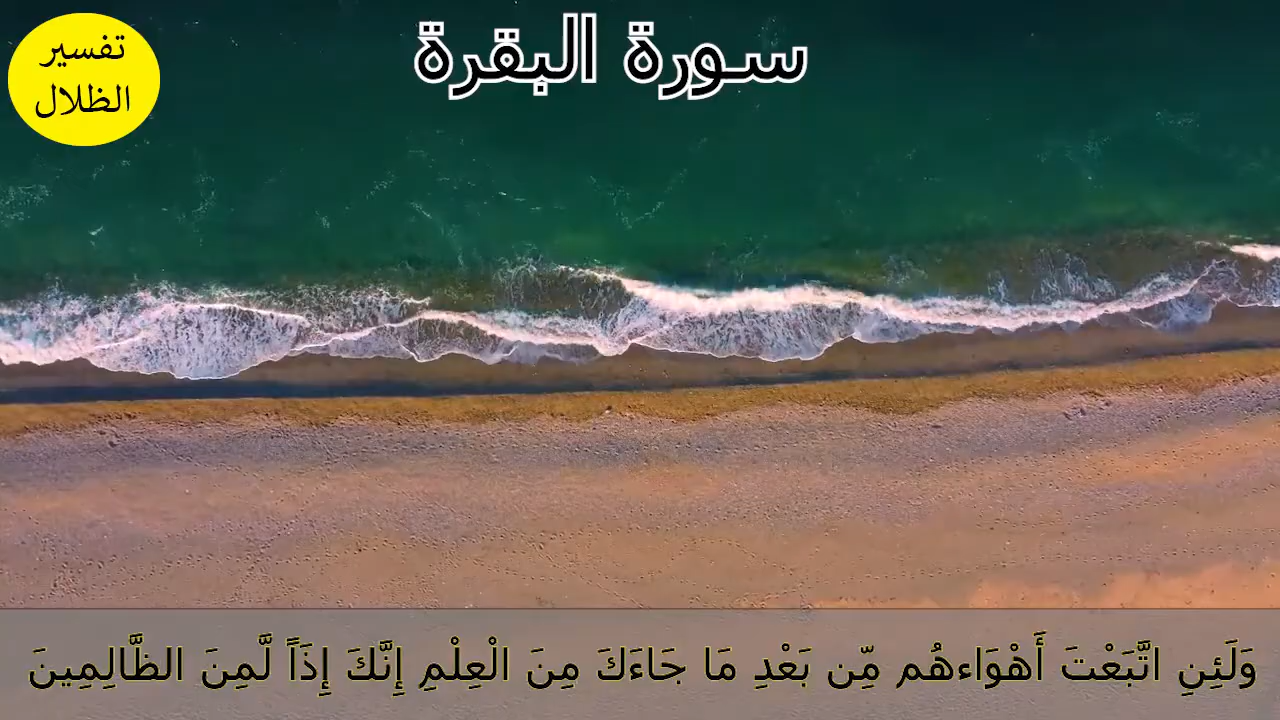 سورة البقرة
تفسير
الظلال
وَلَئِنِ اتَّبَعْتَ أَهْوَاءهُم مِّن بَعْدِ مَا جَاءَكَ مِنَ الْعِلْمِ إِنَّكَ إِذَاً لَّمِنَ الظَّالِمِينَ